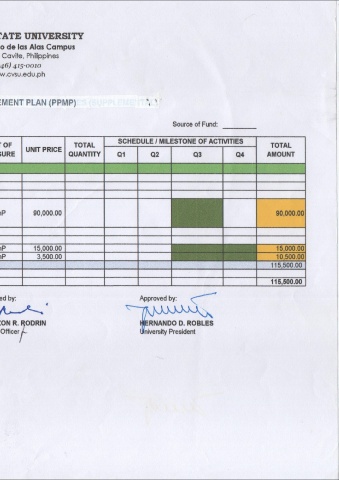 TATE UNIVERSITY
o de las Alas Campus
Cavite, Philippines
46) 415-0010
w.cvsu.edu.ph
EMENT PLAN (PPMP)
Source of Fund:
OF UNIT PRICE TOTAL QUANTITY SCHEDULE / MILESTONE OF ACTIVITIES TOTAL AMOUNT
SURE Q1 Q2 Q3 Q4
P 90,000.00 90,000.00
P 15,000.00 15,000.00
P 3,500.00 10,500.00
115,500.00
115,500.00
ed by: Approved by:
ON R. RODRIN HERNANDO D. ROBLES
Officer University President